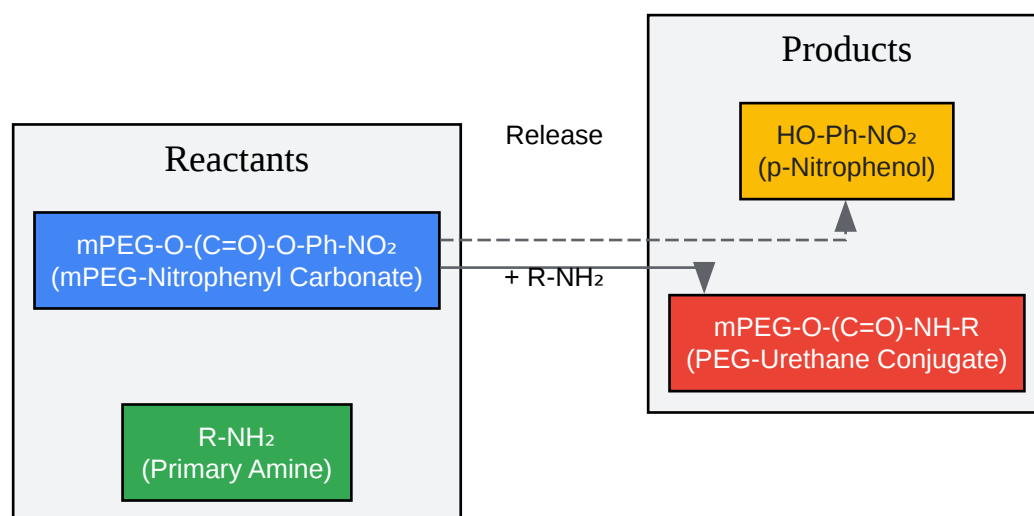 Reactants
mPEG-O-(C=O)-O-Ph-NO₂
(mPEG-Nitrophenyl Carbonate)
R-NH₂
(Primary Amine)
Release
+ R-NH₂
Products
HO-Ph-NO₂
(p-Nitrophenol)
mPEG-O-(C=O)-NH-R
(PEG-Urethane Conjugate)